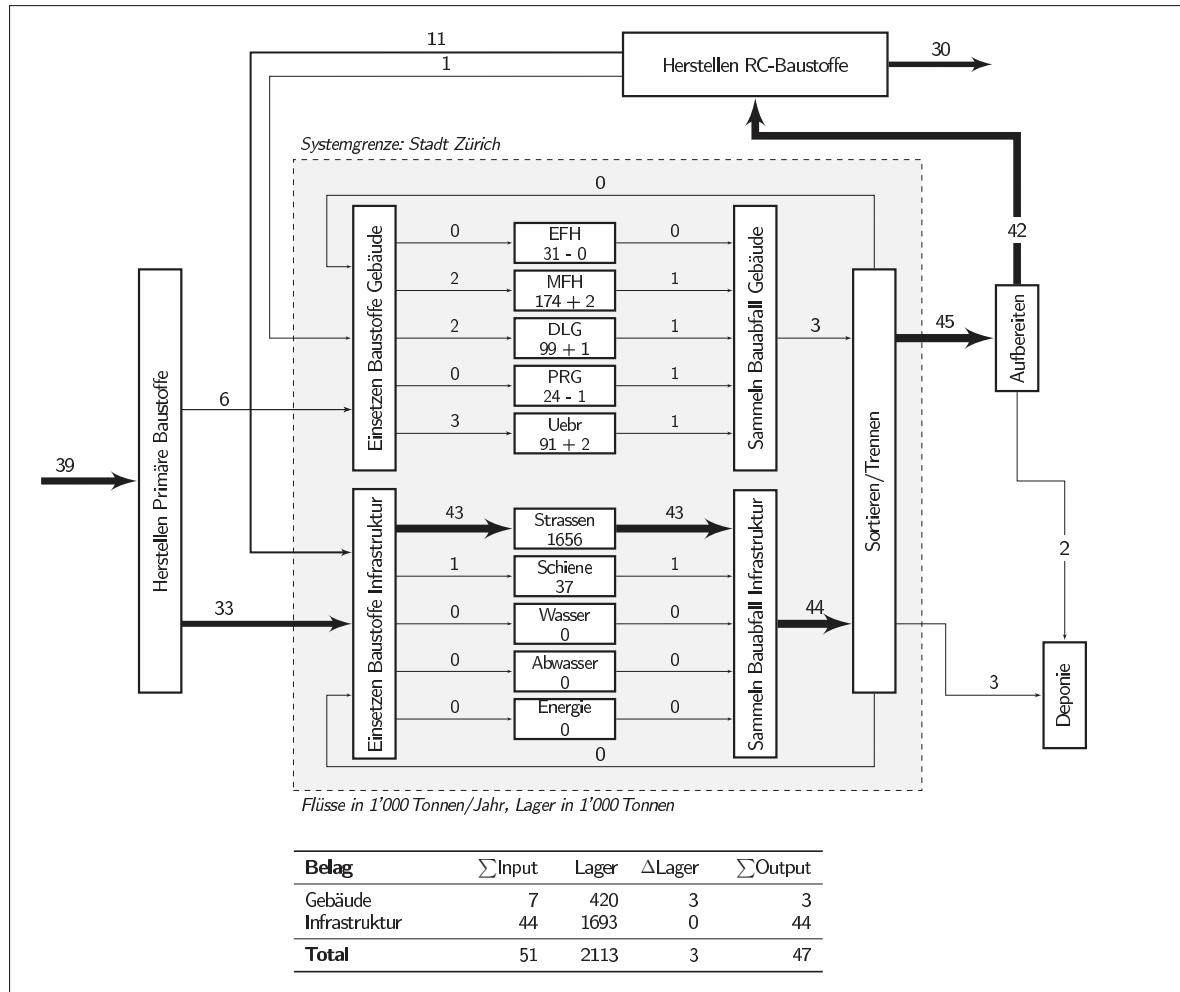 11
1
Herstellen RC-Baustoffe
30
Systemgrenze: Stadt Zürich
0
42
Herstellen Primäre Baustoffe
39
6
33
Einsetzen Baustoffe Gebäude
0
EFH
31 - 0
0
2
MFH
174 + 2
1
2
DLG
99 + 1
1
0
PRG
24 - 1
1
3
Uebr
91 + 2
1
Sammeln Bauabfall Gebäude
3
Sortieren/Trennen
45
Aufbereiten
Einsetzen Baustoffe Infrastruktur
43
Strassen
1656
43
1
Schiene
37
1
0
Wasser
0
0
0
Abwasser
0
0
0
Energie
0
0
Sammeln Bauabfall Infrastruktur
44
0
2
3
Deponie
Flüsse in 1'000 Tonnen/Jahr, Lager in 1'000 Tonnen
Belag ∑Input Lager ΔLager ∑Output
Gebäude 7 420 3 3
Infrastruktur 44 1693 0 44
Total 51 2113 3 47